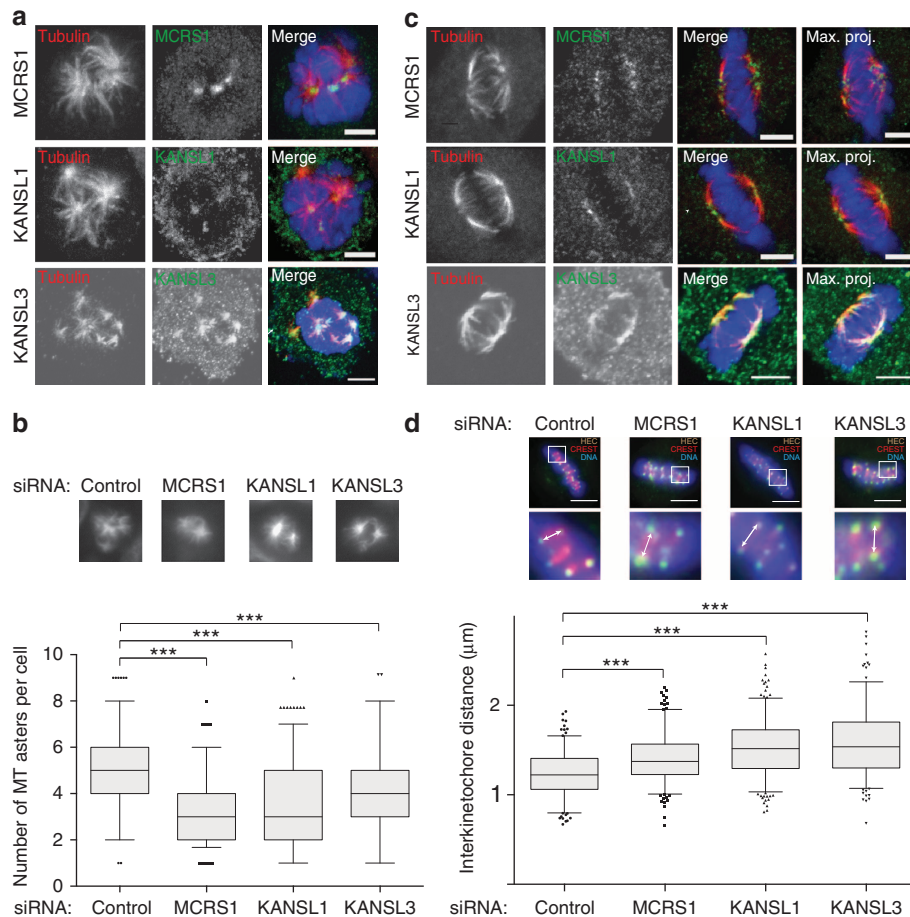 a
Tubulin MCRS1 Merge
MCRS1
Tubulin KANSL1 Merge
KANSL1
Tubulin KANSL3 Merge
KANSL3
c
Tubulin MCRS1 Merge Max. proj.
MCRS1
Tubulin KANSL1 Merge Max. proj.
KANSL1
Tubulin KANSL3 Merge Max. proj.
KANSL3
b
siRNA: Control MCRS1 KANSL1 KANSL3
***
***
***
Number of MT asters per cell
10
8
6
4
2
0
siRNA: Control MCRS1 KANSL1 KANSL3
d
siRNA: Control MCRS1 KANSL1 KANSL3
HEC HEC HEC HEC
CREST CREST CREST CREST
DNA DNA DNA DNA
***
***
***
Interkinetochore distance (μm)
2
1
siRNA: Control MCRS1 KANSL1 KANSL3